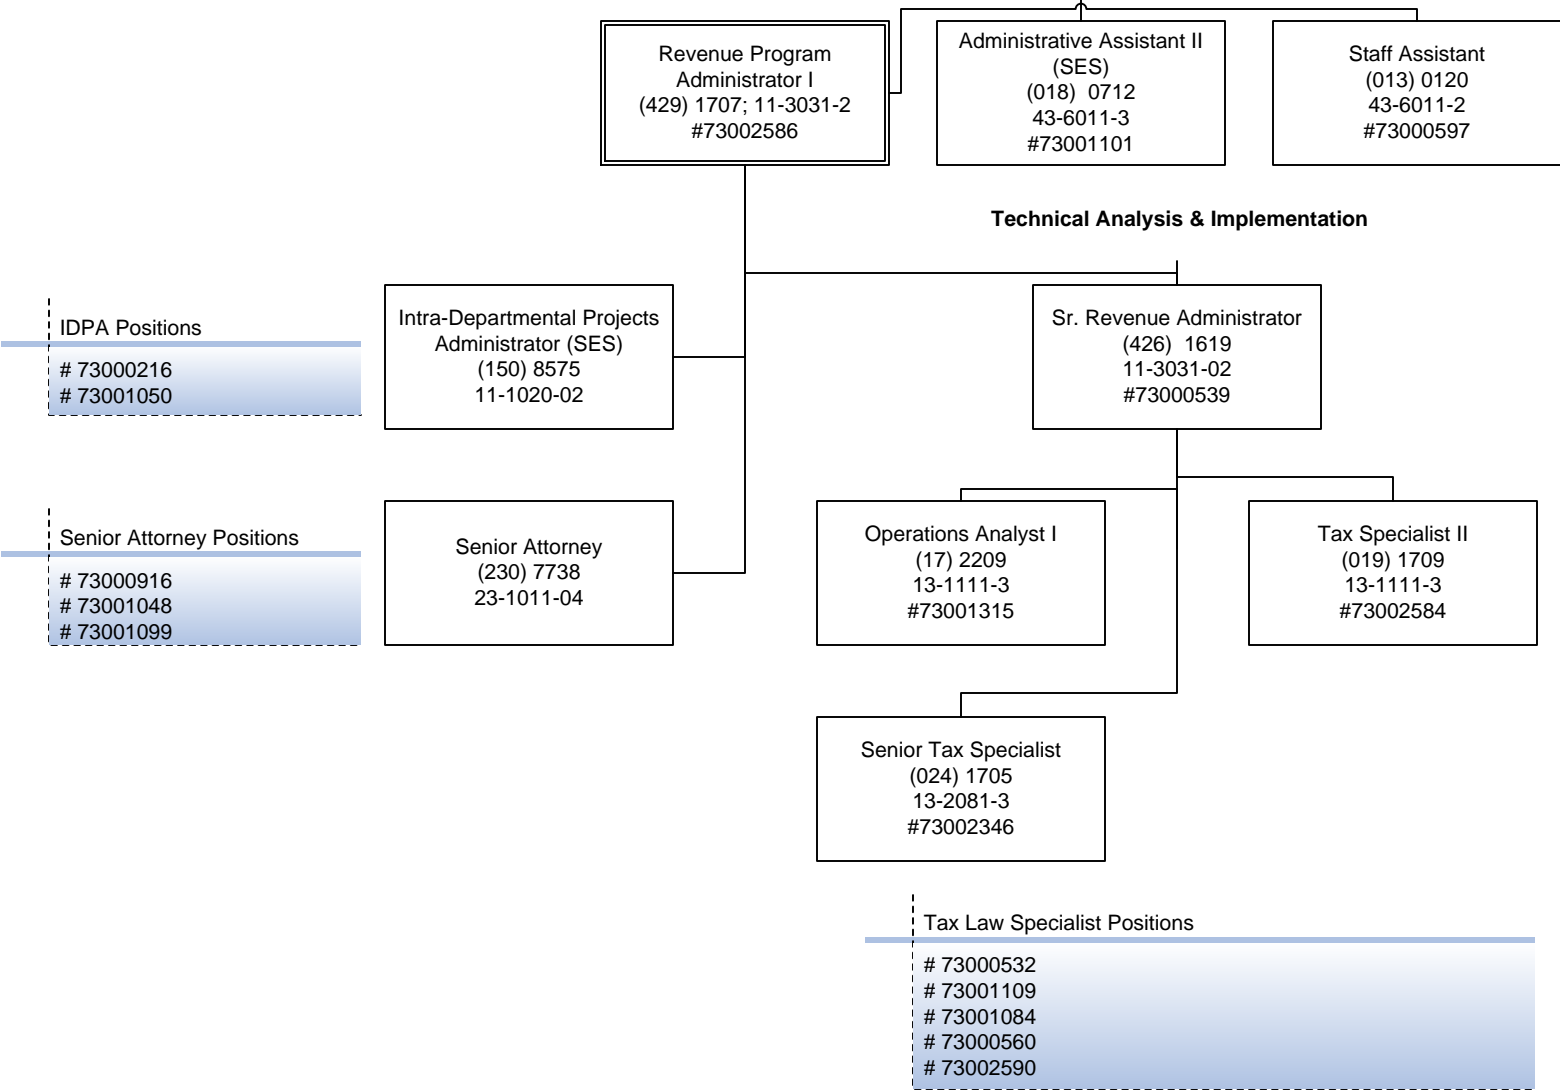 Revenue Program
Administrator I
(429) 1707; 11-3031-2
#73002586
Administrative Assistant II
(SES)
(018)  0712
43-6011-3
#73001101
Staff Assistant
(013) 0120
43-6011-2
#73000597
Technical Analysis & Implementation
IDPA Positions
# 73000216
# 73001050
Intra-Departmental Projects
Administrator (SES)
(150) 8575
11-1020-02
Sr. Revenue Administrator
(426)  1619
11-3031-02
#73000539
Senior Attorney Positions
# 73000916
# 73001048
# 73001099
Senior Attorney
(230) 7738
23-1011-04
Operations Analyst I
(17) 2209
13-1111-3
#73001315
Tax Specialist II
(019) 1709
13-1111-3
#73002584
Senior Tax Specialist
(024) 1705
13-2081-3
#73002346
Tax Law Specialist Positions
# 73000532
# 73001109
# 73001084
# 73000560
# 73002590